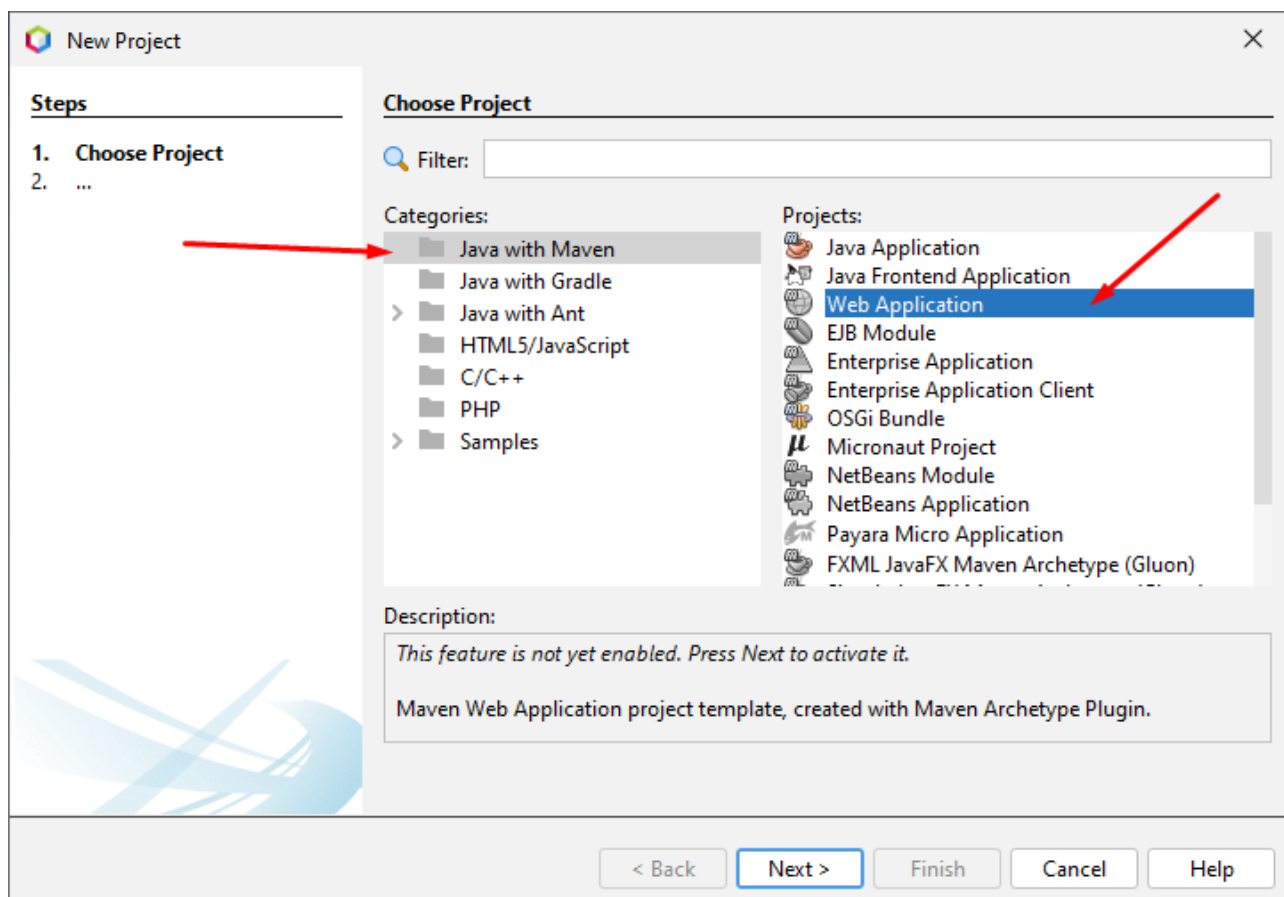 New Project
Steps
1. Choose Project
2. ...
Choose Project
Filter:
Categories:
Java with Maven
Java with Gradle
Java with Ant
HTML5/JavaScript
C/C++
PHP
Samples
Projects:
Java Application
Java Frontend Application
Web Application
EJB Module
Enterprise Application
Enterprise Application Client
OSGi Bundle
Micronaut Project
NetBeans Module
NetBeans Application
Payara Micro Application
FXML JavaFX Maven Archetype (Gluon)
Description:
This feature is not yet enabled. Press Next to activate it.
Maven Web Application project template, created with Maven Archetype Plugin.
< Back
Next >
Finish
Cancel
Help